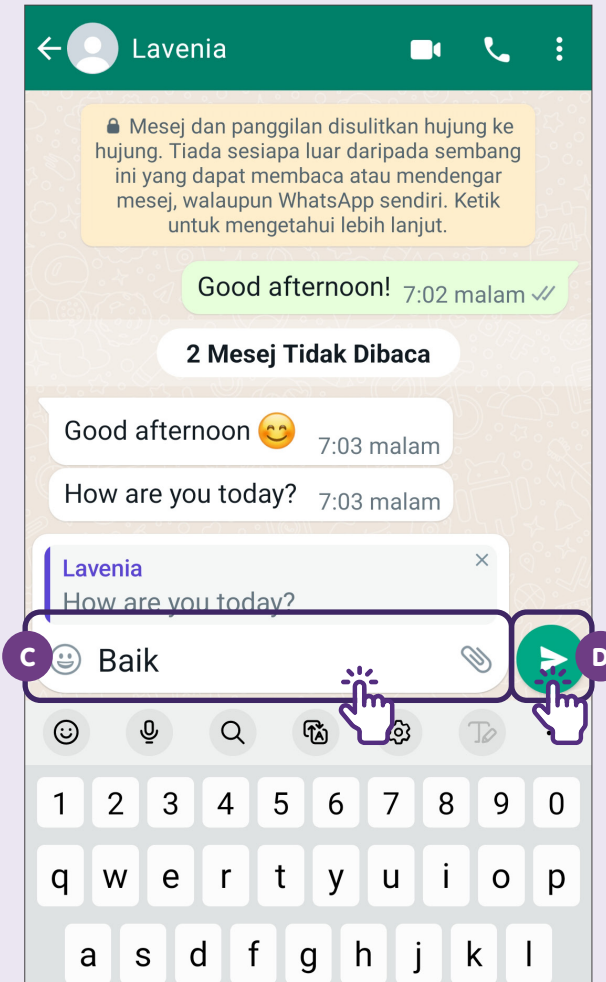 Lavenia
Mesej dan panggilan disulitkan hujung ke
hujung. Tiada sesiapa luar daripada sembang
ini yang dapat membaca atau mendengar
mesej, walaupun WhatsApp sendiri. Ketik
untuk mengetahui lebih lanjut.
Good afternoon! 7:02 malam
2 Mesej Tidak Dibaca
Good afternoon 😊 7:03 malam
How are you today? 7:03 malam
Lavenia
How are you today?
C Baik D
1 2 3 4 5 6 7 8 9 0
q w e r t y u i o p
a s d f g h j k l